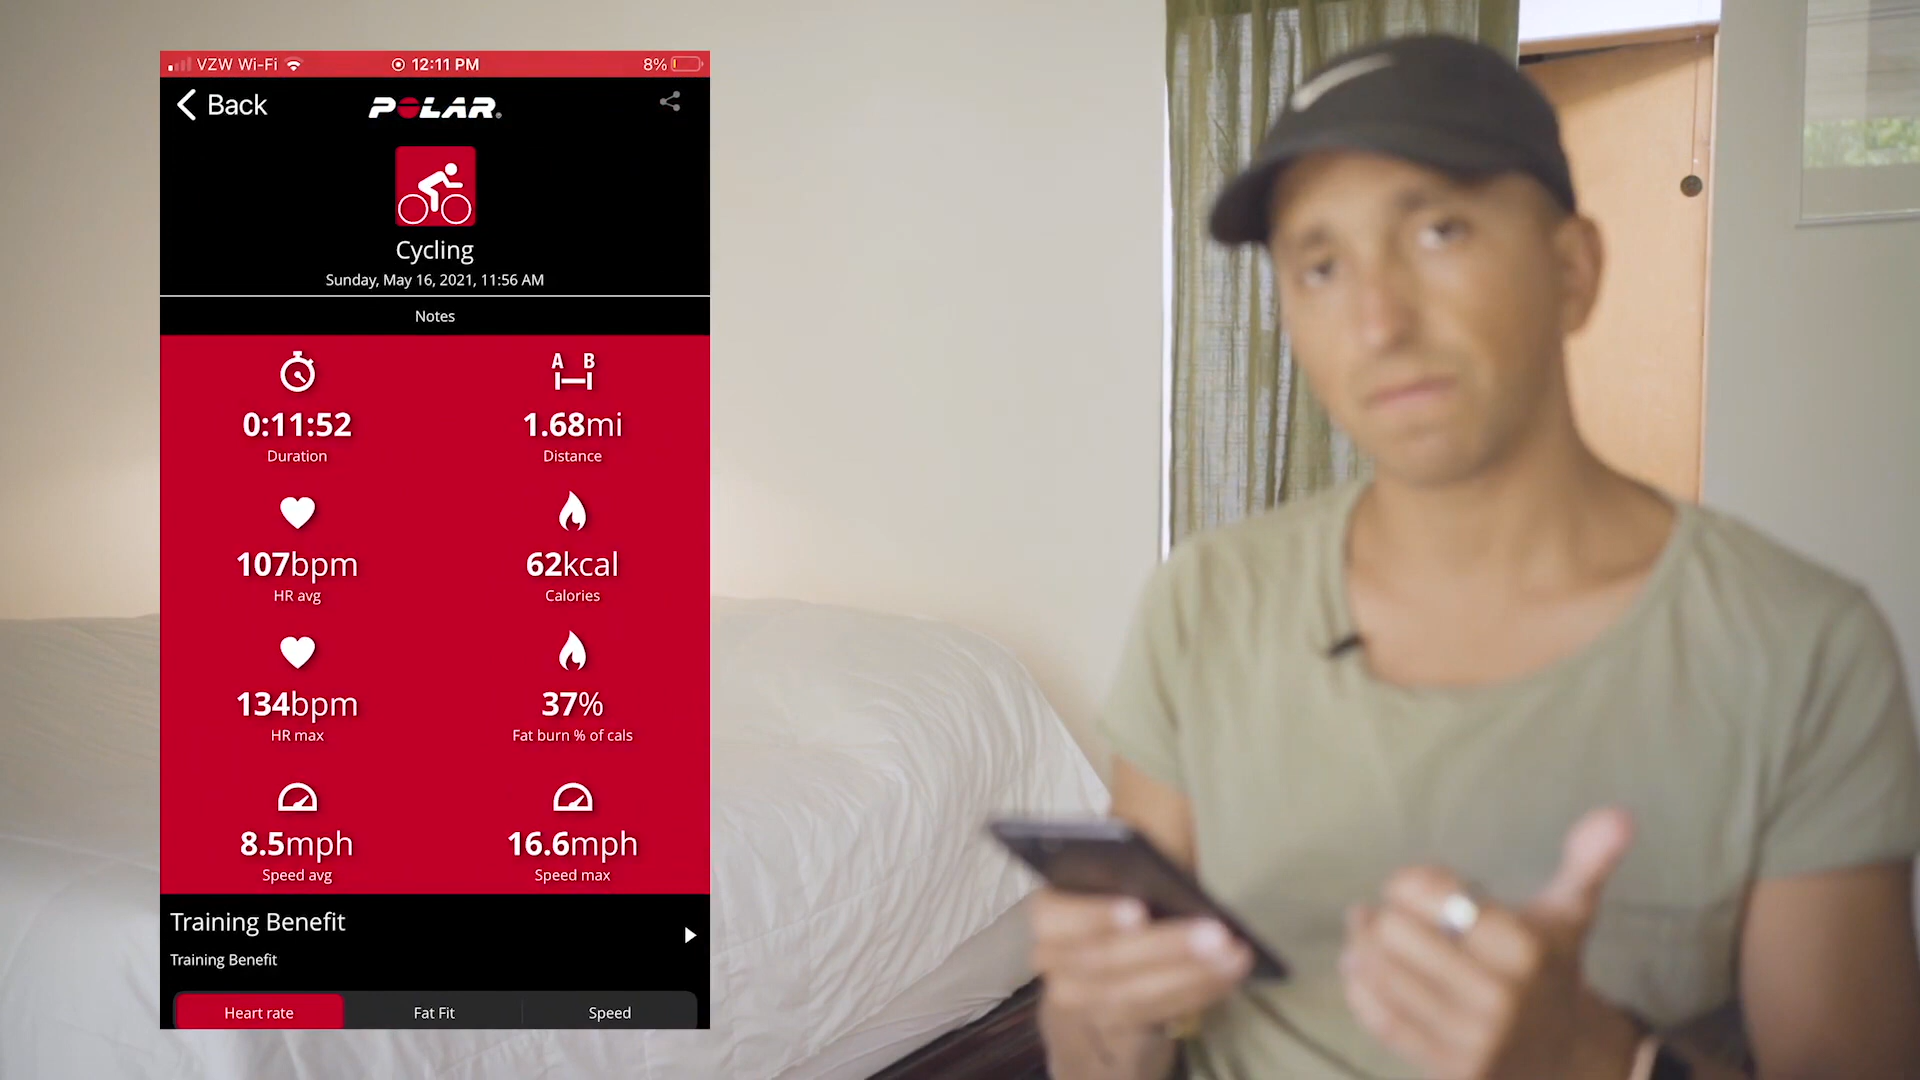 VZW Wi-Fi 12:11 PM 8%
Back POLAR
Cycling
Sunday, May 16, 2021, 11:56 AM
Notes
A B
0:11:52 1.68mi
Duration Distance
107bpm 62kcal
HR avg Calories
134bpm 37%
HR max Fat burn % of cals
8.5mph 16.6mph
Speed avg Speed max
Training Benefit
Training Benefit
Heart rate Fat Fit Speed